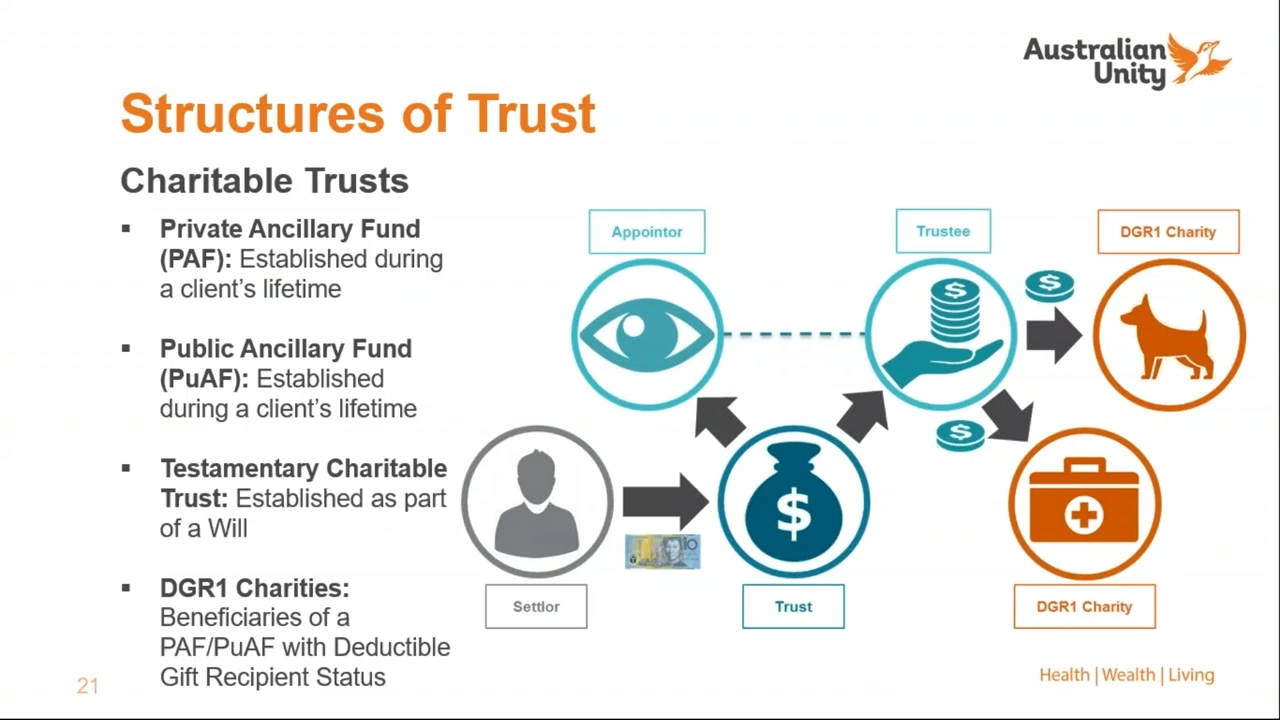 Australian
Unity
Structures of Trust
Charitable Trusts
▪ Private Ancillary Fund
(PAF): Established during
a client’s lifetime
▪ Public Ancillary Fund
(PuAF): Established
during a client’s lifetime
▪ Testamentary Charitable
Trust: Established as part
of a Will
▪ DGR1 Charities:
Beneficiaries of a
PAF/PuAF with Deductible
Gift Recipient Status
Appointor
Trustee
DGR1 Charity
$
$
$
$
10
Settlor
Trust
DGR1 Charity
21
Health | Wealth | Living